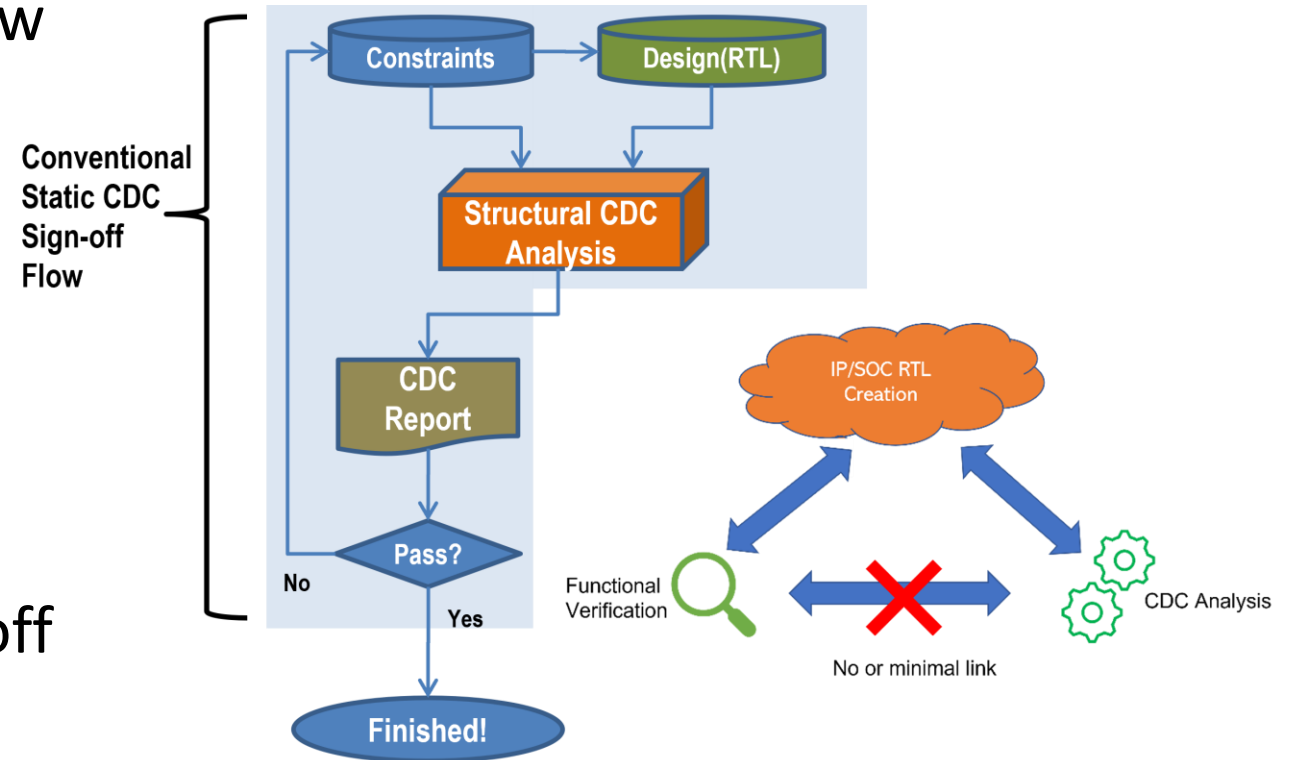 w
Constraints
Design(RTL)
Conventional
Static CDC
Sign-off
Flow
Structural CDC
Analysis
CDC
Report
IP/SOC RTL
Creation
Pass?
No
Yes
Functional
Verification
CDC Analysis
No or minimal link
off
Finished!